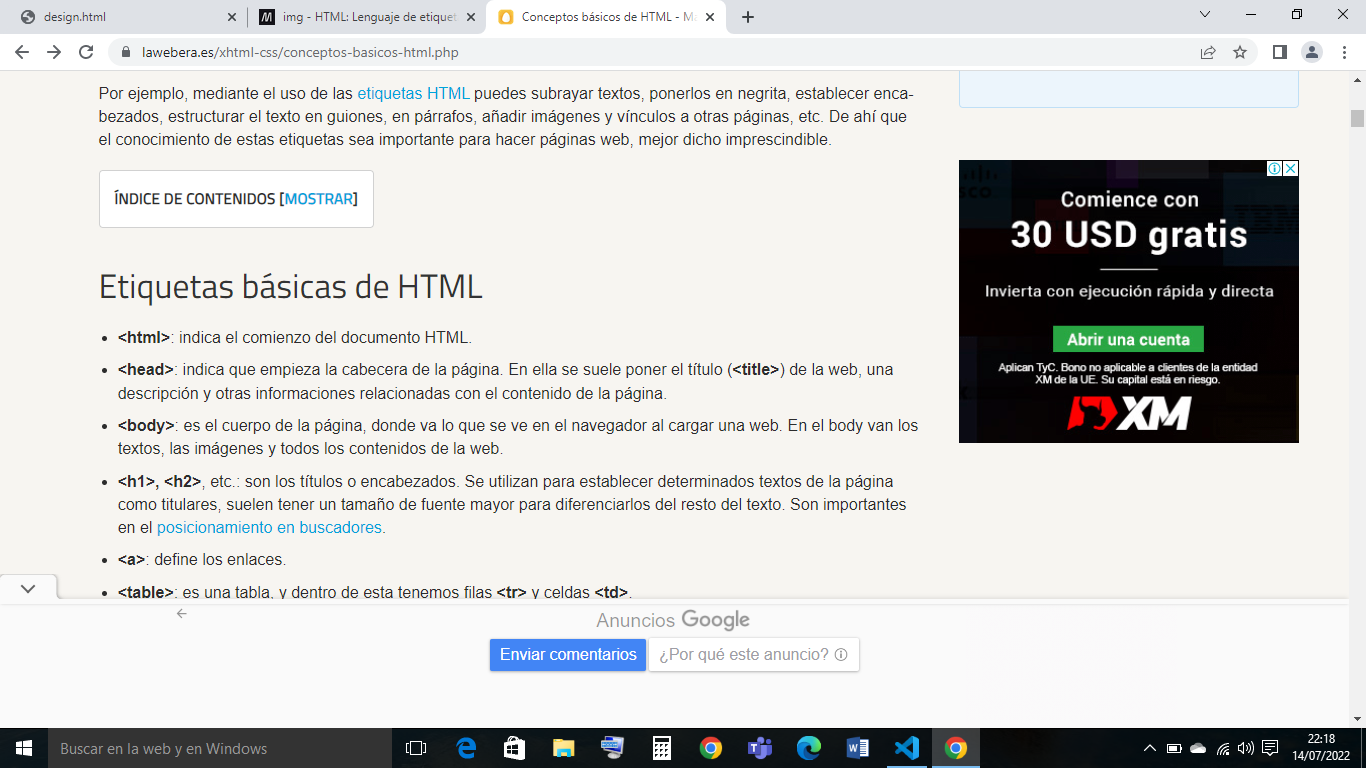 design.html
img - HTML: Lenguaje de etiquet
Conceptos básicos de HTML - Ma
lawebera.es/xhtml-css/conceptos-basicos-html.php
Por ejemplo, mediante el uso de las etiquetas HTML puedes subrayar textos, ponerlos en negrita, establecer enca-
bezados, estructurar el texto en guiones, en párrafos, añadir imágenes y vínculos a otras páginas, etc. De ahí que
el conocimiento de estas etiquetas sea importante para hacer páginas web, mejor dicho imprescindible.
ÍNDICE DE CONTENIDOS [MOSTRAR]
Etiquetas básicas de HTML
• <html>: indica el comienzo del documento HTML.
• <head>: indica que empieza la cabecera de la página. En ella se suele poner el título (<title>) de la web, una
descripción y otras informaciones relacionadas con el contenido de la página.
• <body>: es el cuerpo de la página, donde va lo que se ve en el navegador al cargar una web. En el body van los
textos, las imágenes y todos los contenidos de la web.
• <h1>, <h2>, etc.: son los títulos o encabezados. Se utilizan para establecer determinados textos de la página
como titulares, suelen tener un tamaño de fuente mayor para diferenciarlos del resto del texto. Son importantes
en el posicionamiento en buscadores.
• <a>: define los enlaces.
• <table>: es una tabla, y dentro de esta tenemos filas <tr> y celdas <td>.
Comience con
30 USD gratis
Invierta con ejecución rápida y directa
Abrir una cuenta
Aplican TyC. Bono no aplicable a clientes de la entidad
XM de la UE. Su capital está en riesgo.
XM
Anuncios Google
Enviar comentarios
¿Por qué este anuncio?
Buscar en la web y en Windows
22:18
14/07/2022